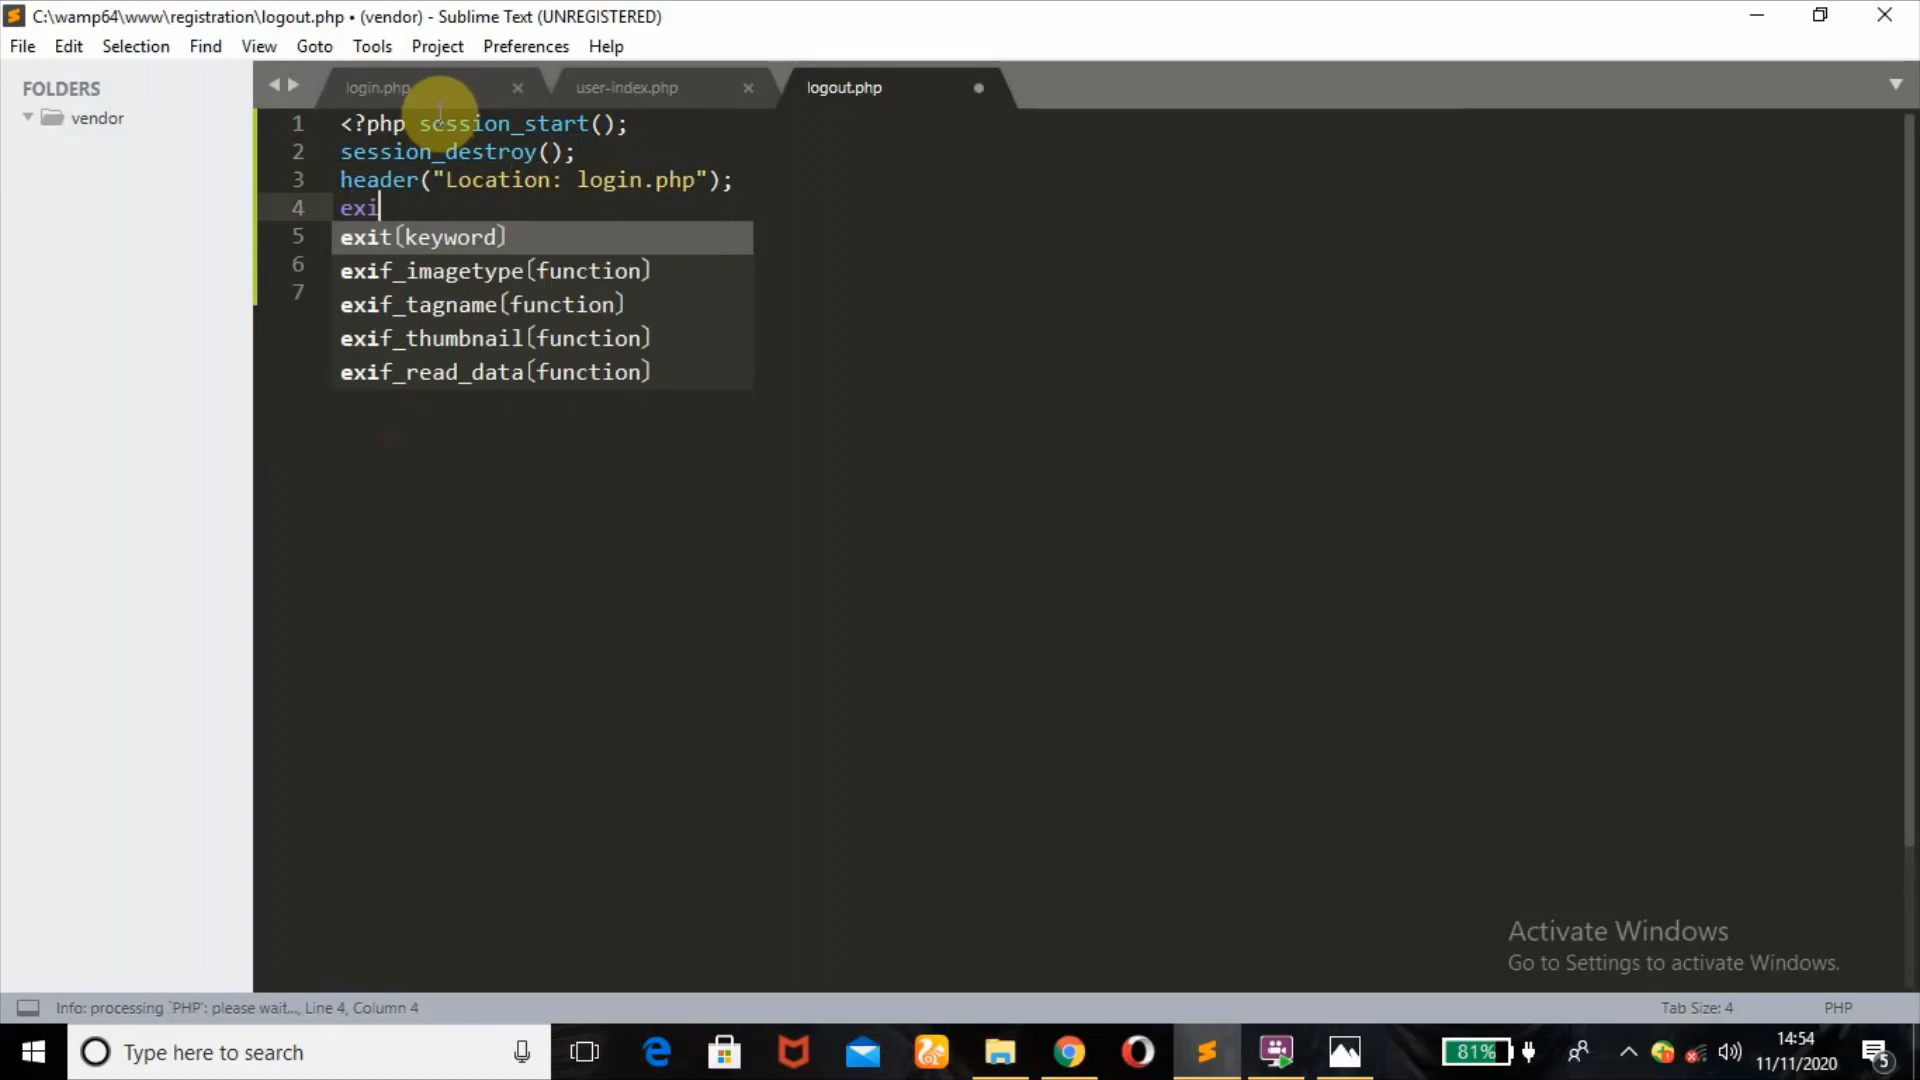 C:\wamp64\www\registration\logout.php • (vendor) - Sublime Text (UNREGISTERED)
File Edit Selection Find View Goto Tools Project Preferences Help
FOLDERS
vendor
login.php user-index.php logout.php
1 <?php session_start();
2 session_destroy();
3 header("Location: login.php");
4 exi
5 exit(keyword)
6 exif_imagetype(function)
7 exif_tagname(function)
exif_thumbnail(function)
exif_read_data(function)
Activate Windows
Go to Settings to activate Windows.
Info: processing `PHP`: please wait..., Line 4, Column 4 Tab Size: 4 PHP
Type here to search 81% 14:54
11/11/2020 5